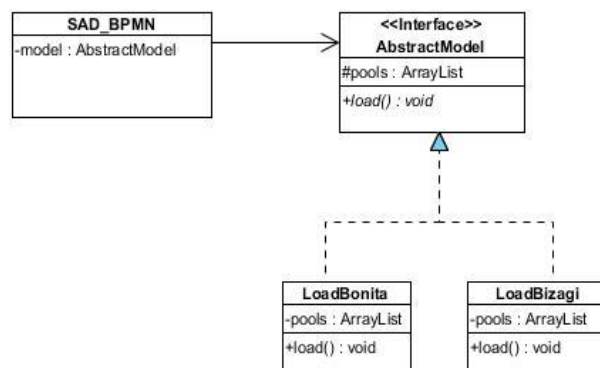 SAD_BPMN
-model : AbstractModel
<<Interface>>
AbstractModel
#pools : ArrayList
+load() : void
LoadBonita
-pools : ArrayList
+load() : void
LoadBizagi
-pools : ArrayList
+load() : void